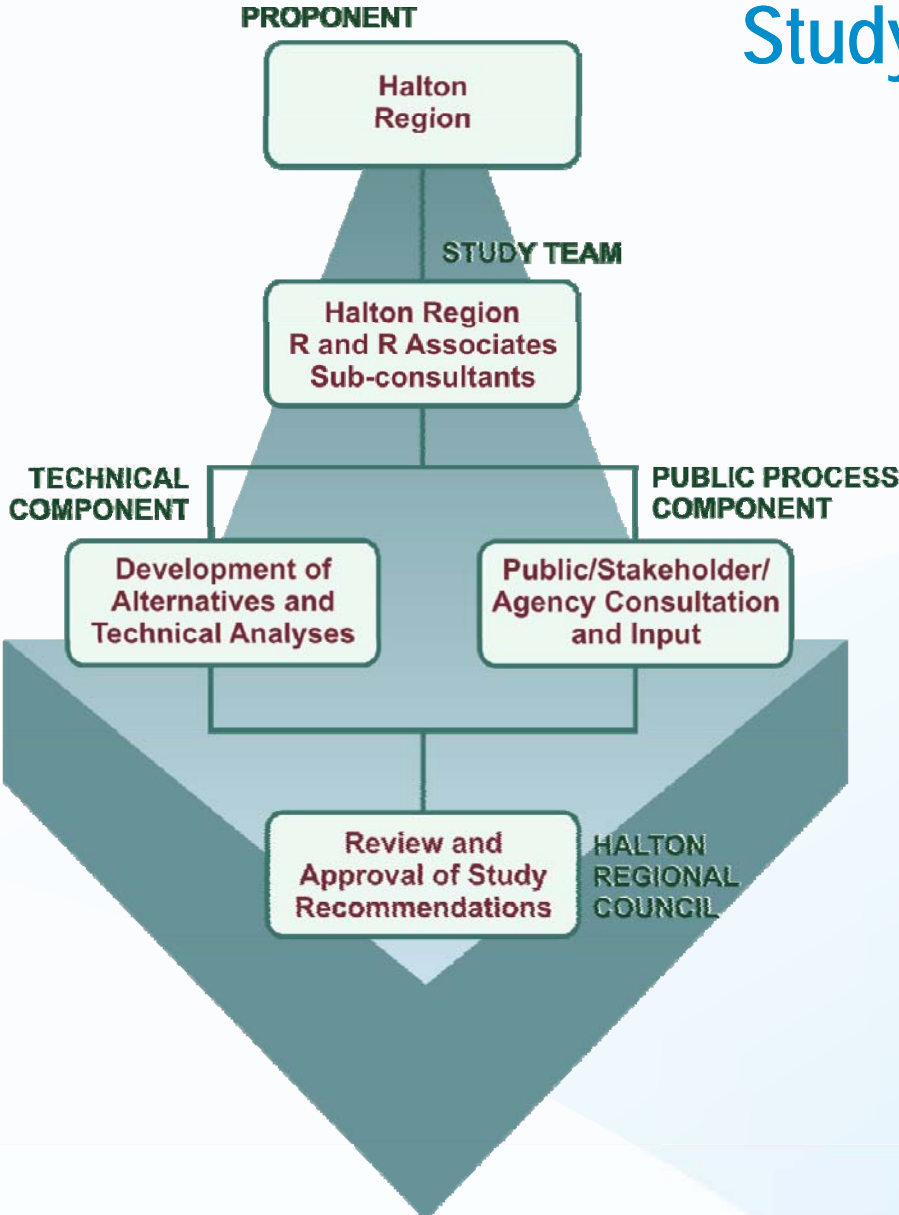 PROPONENT
Study
Halton
Region
STUDY TEAM
Halton Region
R and R Associates
Sub-consultants
TECHNICAL
COMPONENT
PUBLIC PROCESS
COMPONENT
Development of
Alternatives and
Technical Analyses
Public/Stakeholder/
Agency Consultation
and Input
Review and
Approval of Study
Recommendations
HALTON
REGIONAL
COUNCIL